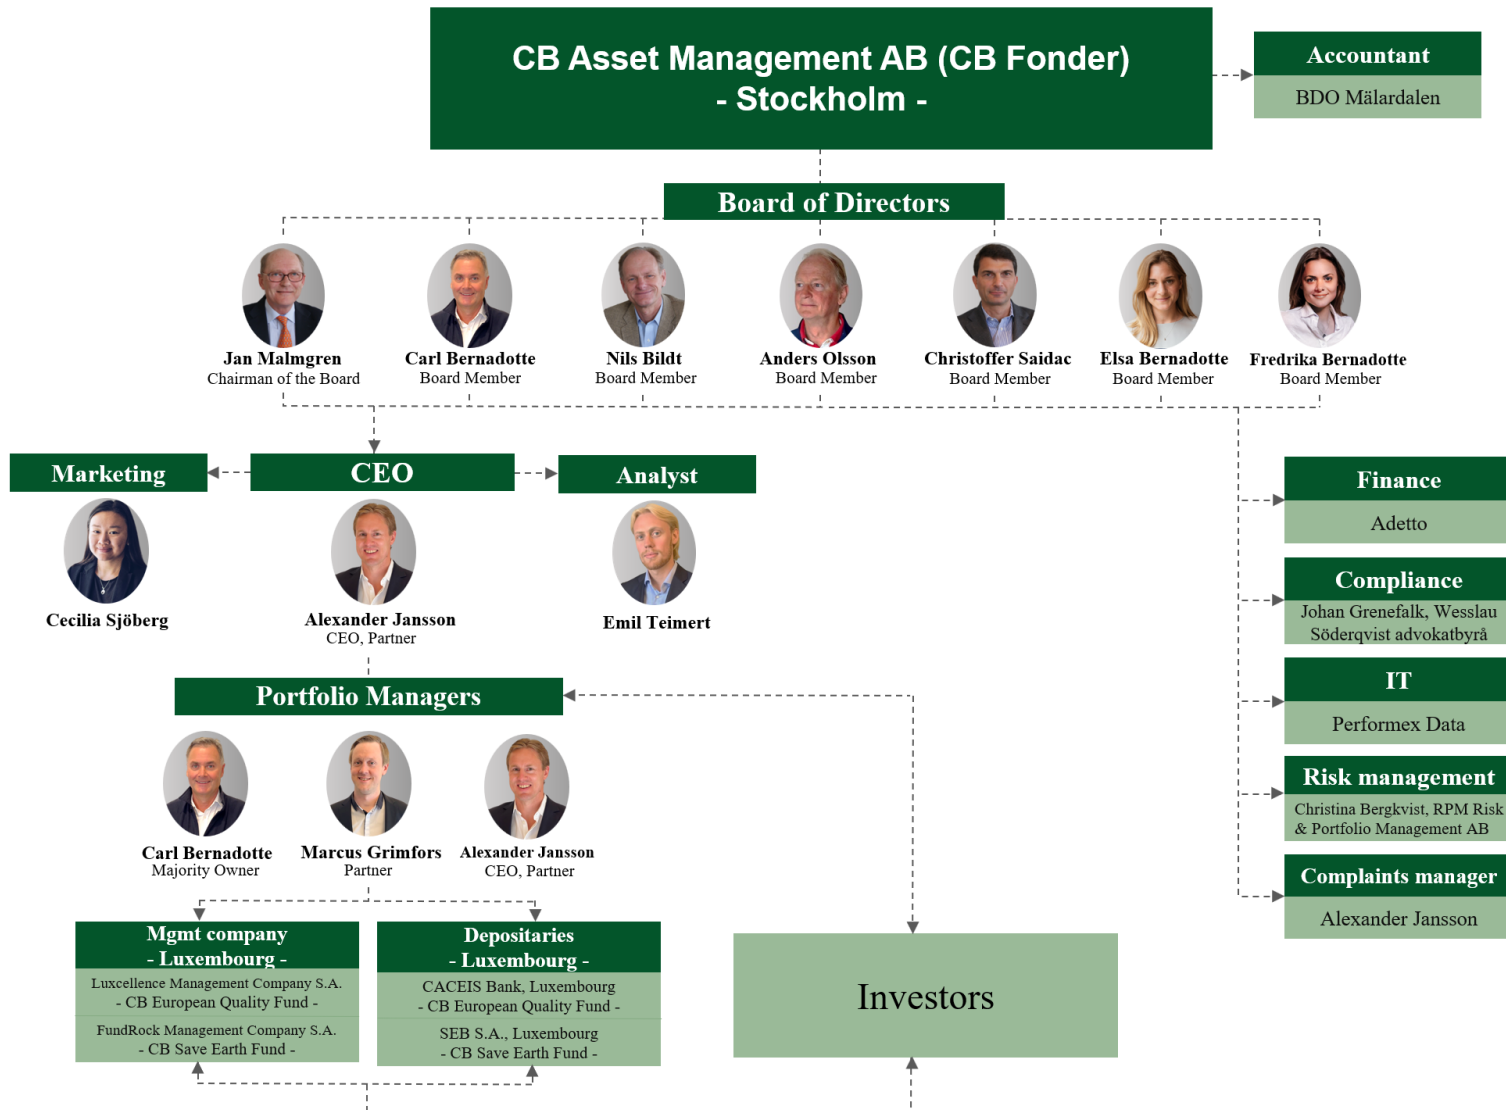 CB Asset Management AB (CB Fonder)
- Stockholm -
Accountant
BDO Mälardalen
Board of Directors
Jan Malmgren
Chairman of the Board
Carl Bernadotte
Board Member
Nils Bildt
Board Member
Anders Olsson
Board Member
Christoffer Saidac
Board Member
Elsa Bernadotte
Board Member
Fredrika Bernadotte
Board Member
Marketing
Cecilia Sjöberg
CEO
Alexander Jansson
CEO, Partner
Analyst
Emil Teimert
Finance
Adetto
Compliance
Johan Grenefalk, Wesslau
Söderqvist advokatbyrå
IT
Performex Data
Risk management
Christina Bergkvist, RPM Risk
& Portfolio Management AB
Complaints manager
Alexander Jansson
Portfolio Managers
Carl Bernadotte
Majority Owner
Marcus Grimfors
Partner
Alexander Jansson
CEO, Partner
Mgmt company
- Luxembourg -
Luxcellence Management Company S.A.
- CB European Quality Fund -
FundRock Management Company S.A.
- CB Save Earth Fund -
Depositaries
- Luxembourg -
CACEIS Bank, Luxembourg
- CB European Quality Fund -
SEB S.A., Luxembourg
- CB Save Earth Fund -
Investors